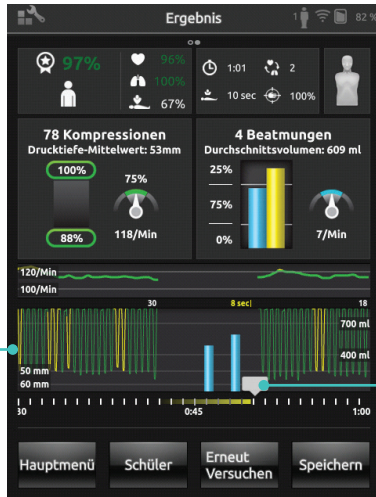 Ergebnis
1
82 %
97%
96%
100%
67%
1:01
2
10 sec
100%
78 Kompressionen
Drucktiefe-Mittelwert: 53mm
100%
75%
88%
118/Min
4 Beatmungen
Durchschnittsvolumen: 609 ml
25%
75%
0%
7/Min
120/Min
100/Min
30
8 sec
18
700 ml
400 ml
50 mm
60 mm
30
0:45
1:00
Hauptmenü
Schüler
Erneut
Versuchen
Speichern